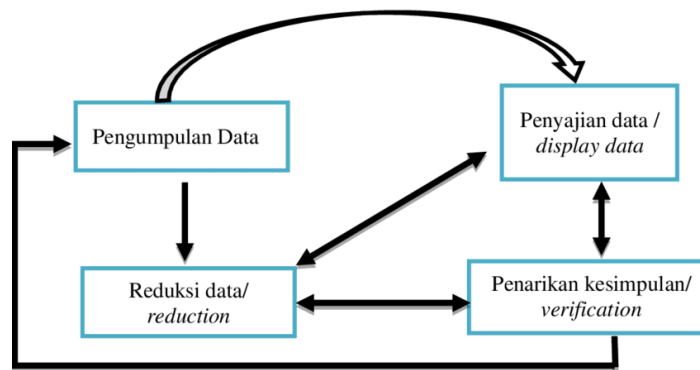 Pengumpulan Data
Penyajian data /
display data
Reduksi data/
reduction
Penarikan kesimpulan/
verification